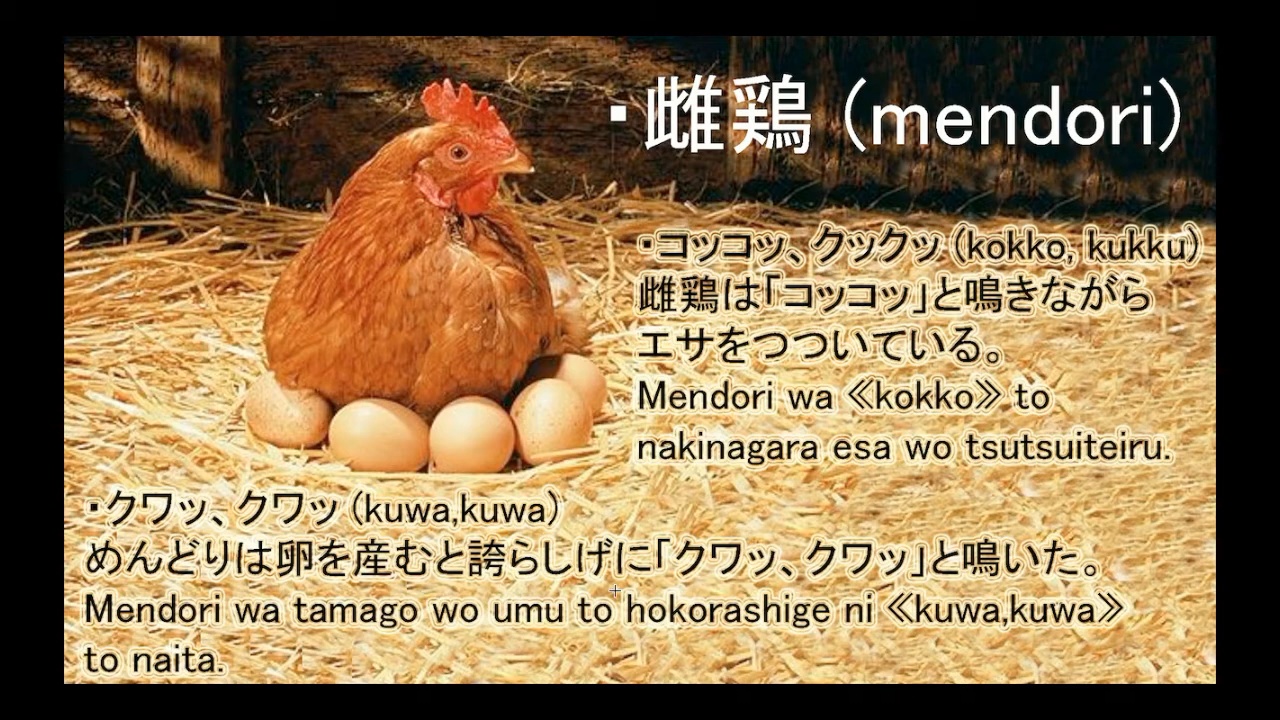 ・雌鶏 (mendori)
・コッコッ、クックッ (kokko, kukku)
雌鶏は「コッコッ」と鳴きながら
エサをつついている。
Mendori wa ≪kokko≫ to
nakinagara esa wo tsutsuiteiru.
・クワッ、クワッ (kuwa,kuwa)
めんどりは卵を産むと誇らしげに「クワッ、クワッ」と鳴いた。
Mendori wa tamago wo umu to hokorashige ni ≪kuwa,kuwa≫
to naita.